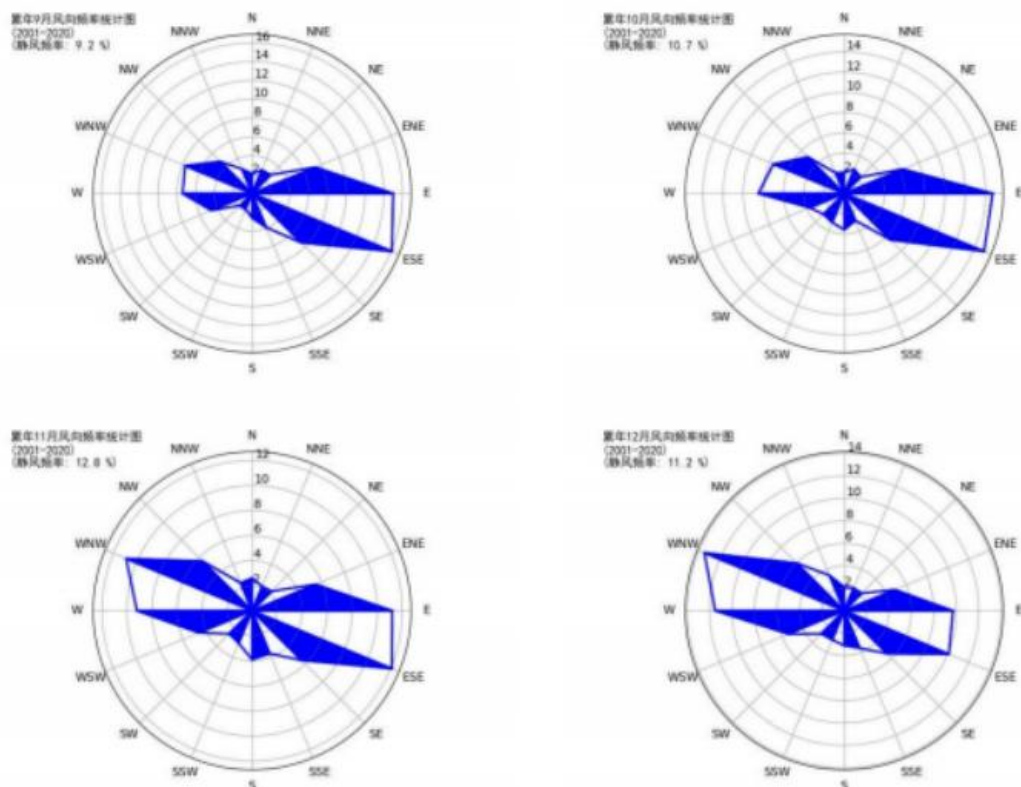 累年9月风向频率统计图
(2001-2020)
(静风频率: 9.2 %)
N
NNE
NE
ENE
E
ESE
SE
SSE
S
SSW
SW
WSW
W
WNW
NW
NNW
16
14
12
10
8
6
4
2
累年10月风向频率统计图
(2001-2020)
(静风频率: 10.7 %)
N
NNE
NE
ENE
E
ESE
SE
SSE
S
SSW
SW
WSW
W
WNW
NW
NNW
14
12
10
8
6
4
2
累年11月风向频率统计图
(2001-2020)
(静风频率: 12.8 %)
N
NNE
NE
ENE
E
ESE
SE
SSE
S
SSW
SW
WSW
W
WNW
NW
NNW
12
10
8
6
4
2
累年12月风向频率统计图
(2001-2020)
(静风频率: 11.2 %)
N
NNE
NE
ENE
E
ESE
SE
SSE
S
SSW
SW
WSW
W
WNW
NW
NNW
14
12
10
8
6
4
2